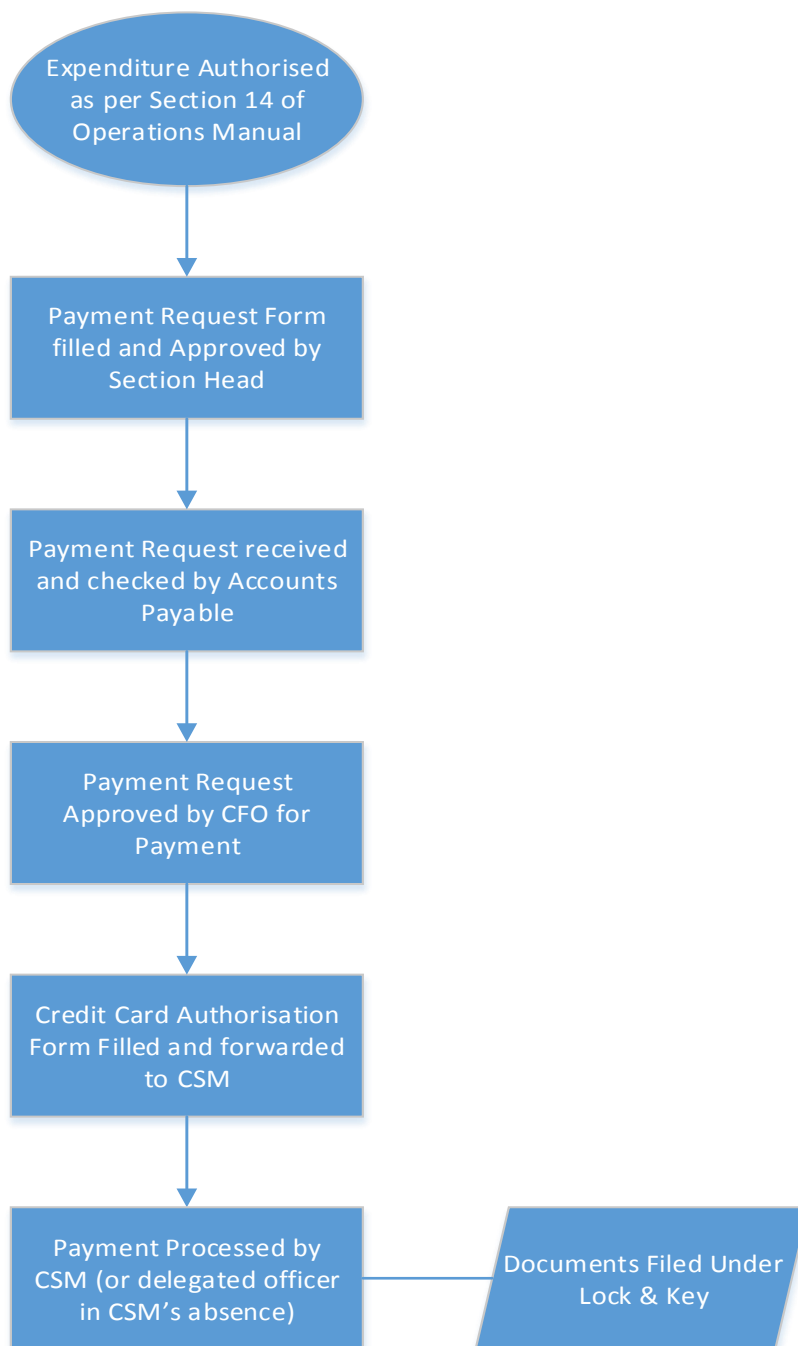 Expenditure Authorised
as per Section 14 of
Operations Manual
Payment Request Form
filled and Approved by
Section Head
Payment Request received
and checked by Accounts
Payable
Payment Request
Approved by CFO for
Payment
Credit Card Authorisation
Form Filled and forwarded
to CSM
Payment Processed by
CSM (or delegated officer
in CSM’s absence)
Documents Filed Under
Lock & Key